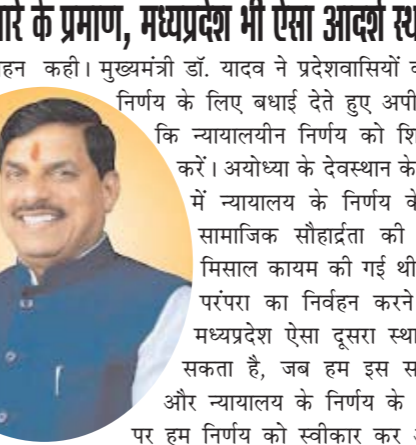 के प्रमाण, मध्यप्रदेश भी ऐसा आदर्श
कही। मुख्यमंत्री डॉ. यादव ने प्रदेशवासियों
निर्णय के लिए बधाई देते हुए
कि न्यायालयीन निर्णय को
करें। अयोध्या के देवस्थान के
में न्यायालय के निर्णय
सामाजिक सौहार्द्रता की
मिसाल कायम की गई थी
परंपरा का निर्वहन करने
मध्यप्रदेश ऐसा दूसरा
सकता है, जब हम इस
और न्यायालय के निर्णय के
पर हम निर्णय को स्वीकार कर